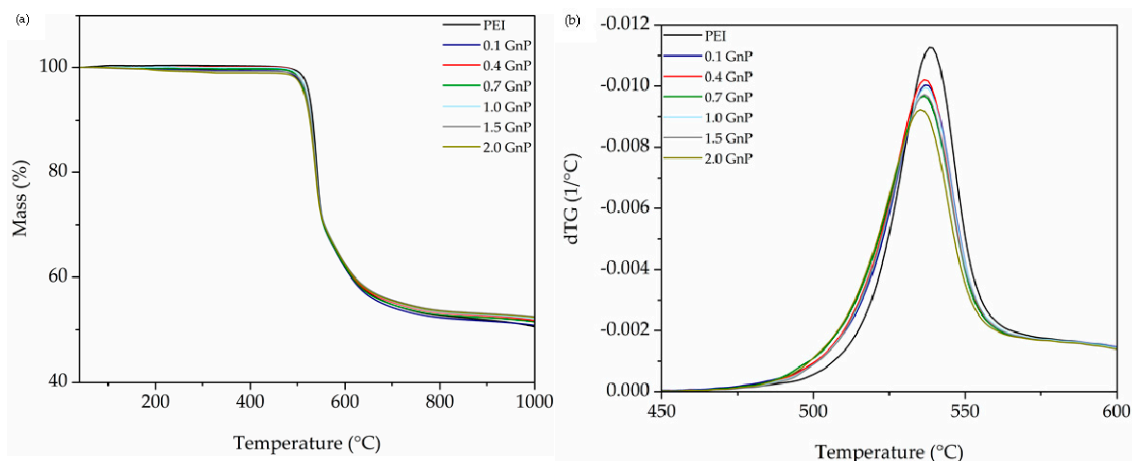 (a)
PEI
0.1 GnP
0.4 GnP
0.7 GnP
1.0 GnP
1.5 GnP
2.0 GnP
100
80
60
40
200
400
600
800
1000
Mass (%)
Temperature (°C)
(b)
PEI
0.1 GnP
0.4 GnP
0.7 GnP
1.0 GnP
1.5 GnP
2.0 GnP
-0.012
-0.010
-0.008
-0.006
-0.004
-0.002
0.000
450
500
550
600
dTG (1/°C)
Temperature (°C)